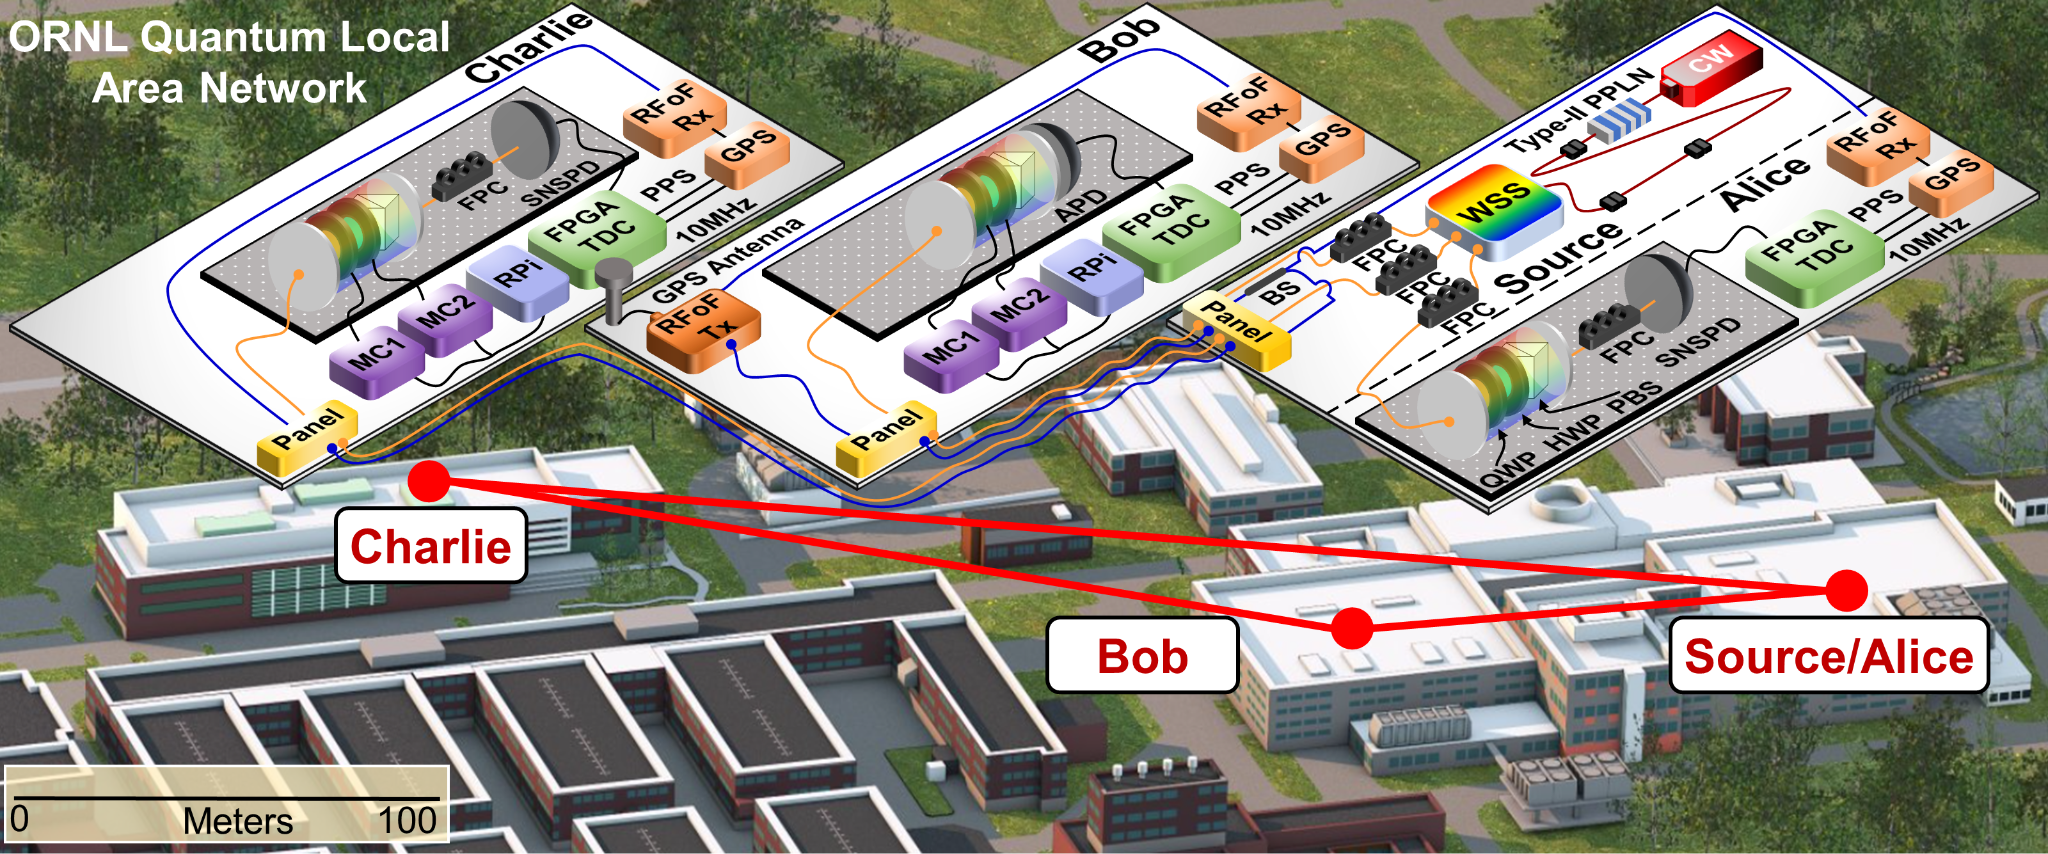 ORNL Quantum Local
Area Network
Charlie
RFoF
Rx
GPS
PPS
10MHz
FPC
SNSPD
FPGA
TDC
RPi
MC2
MC1
Panel
Bob
RFoF
Rx
GPS
PPS
10MHz
APD
FPGA
TDC
RPi
MC2
MC1
GPS Antenna
RFoF
Tx
Panel
CW
Type-II PPLN
WSS
FPC
FPC
FPC
BS
Panel
Source
Alice
RFoF
Rx
GPS
PPS
10MHz
FPGA
TDC
FPC
SNSPD
PBS
HWP
QWP
Charlie
Bob
Source/Alice
0 Meters 100